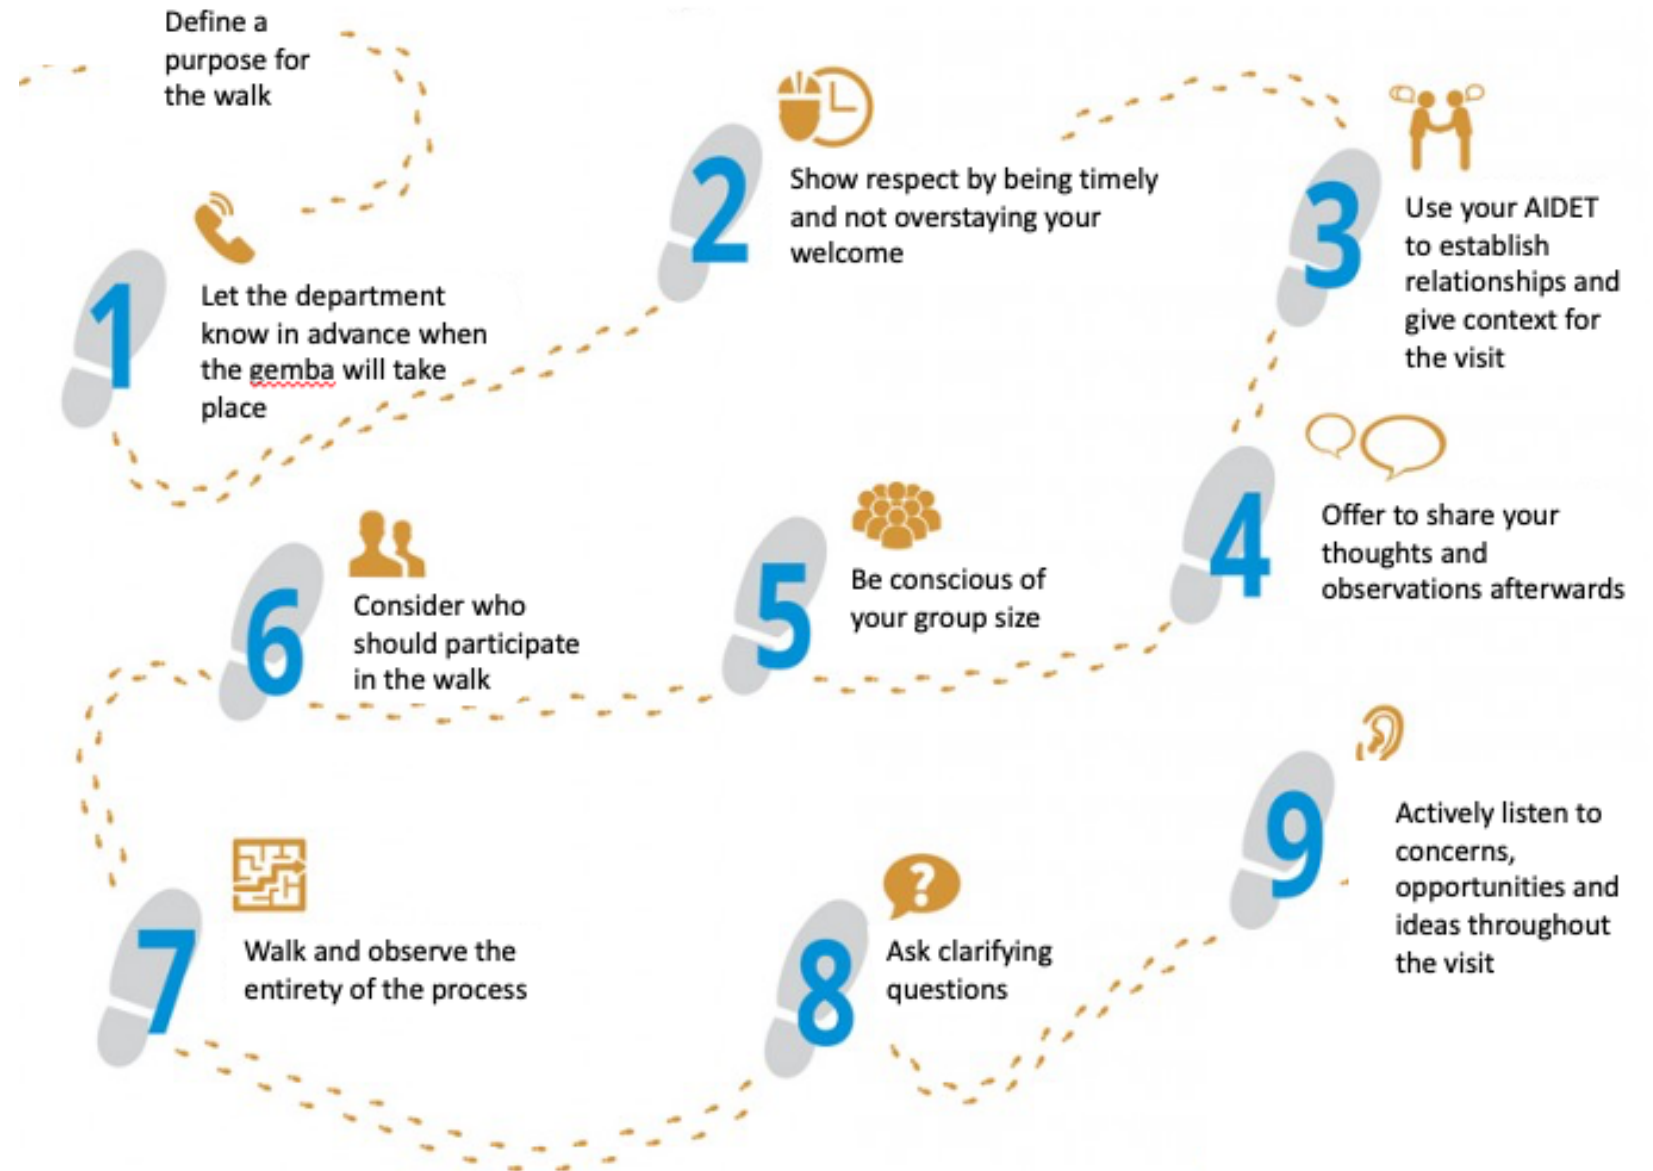 Define a
purpose for
the walk
1
Let the department
know in advance when
the gemba will take
place
2
Show respect by being timely
and not overstaying your
welcome
3
Use your AIDET
to establish
relationships and
give context for
the visit
4
Offer to share your
thoughts and
observations afterwards
5
Be conscious of
your group size
6
Consider who
should participate
in the walk
7
Walk and observe the
entirety of the process
8
?
Ask clarifying
questions
9
Actively listen to
concerns,
opportunities and
ideas throughout
the visit